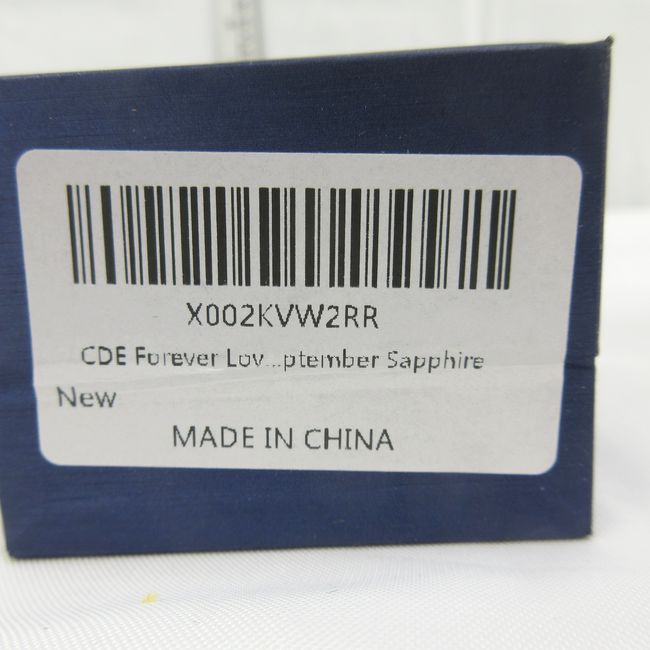 X002KVW2RR
CDE Forever Lov...ptember Sapphire
New
MADE IN CHINA